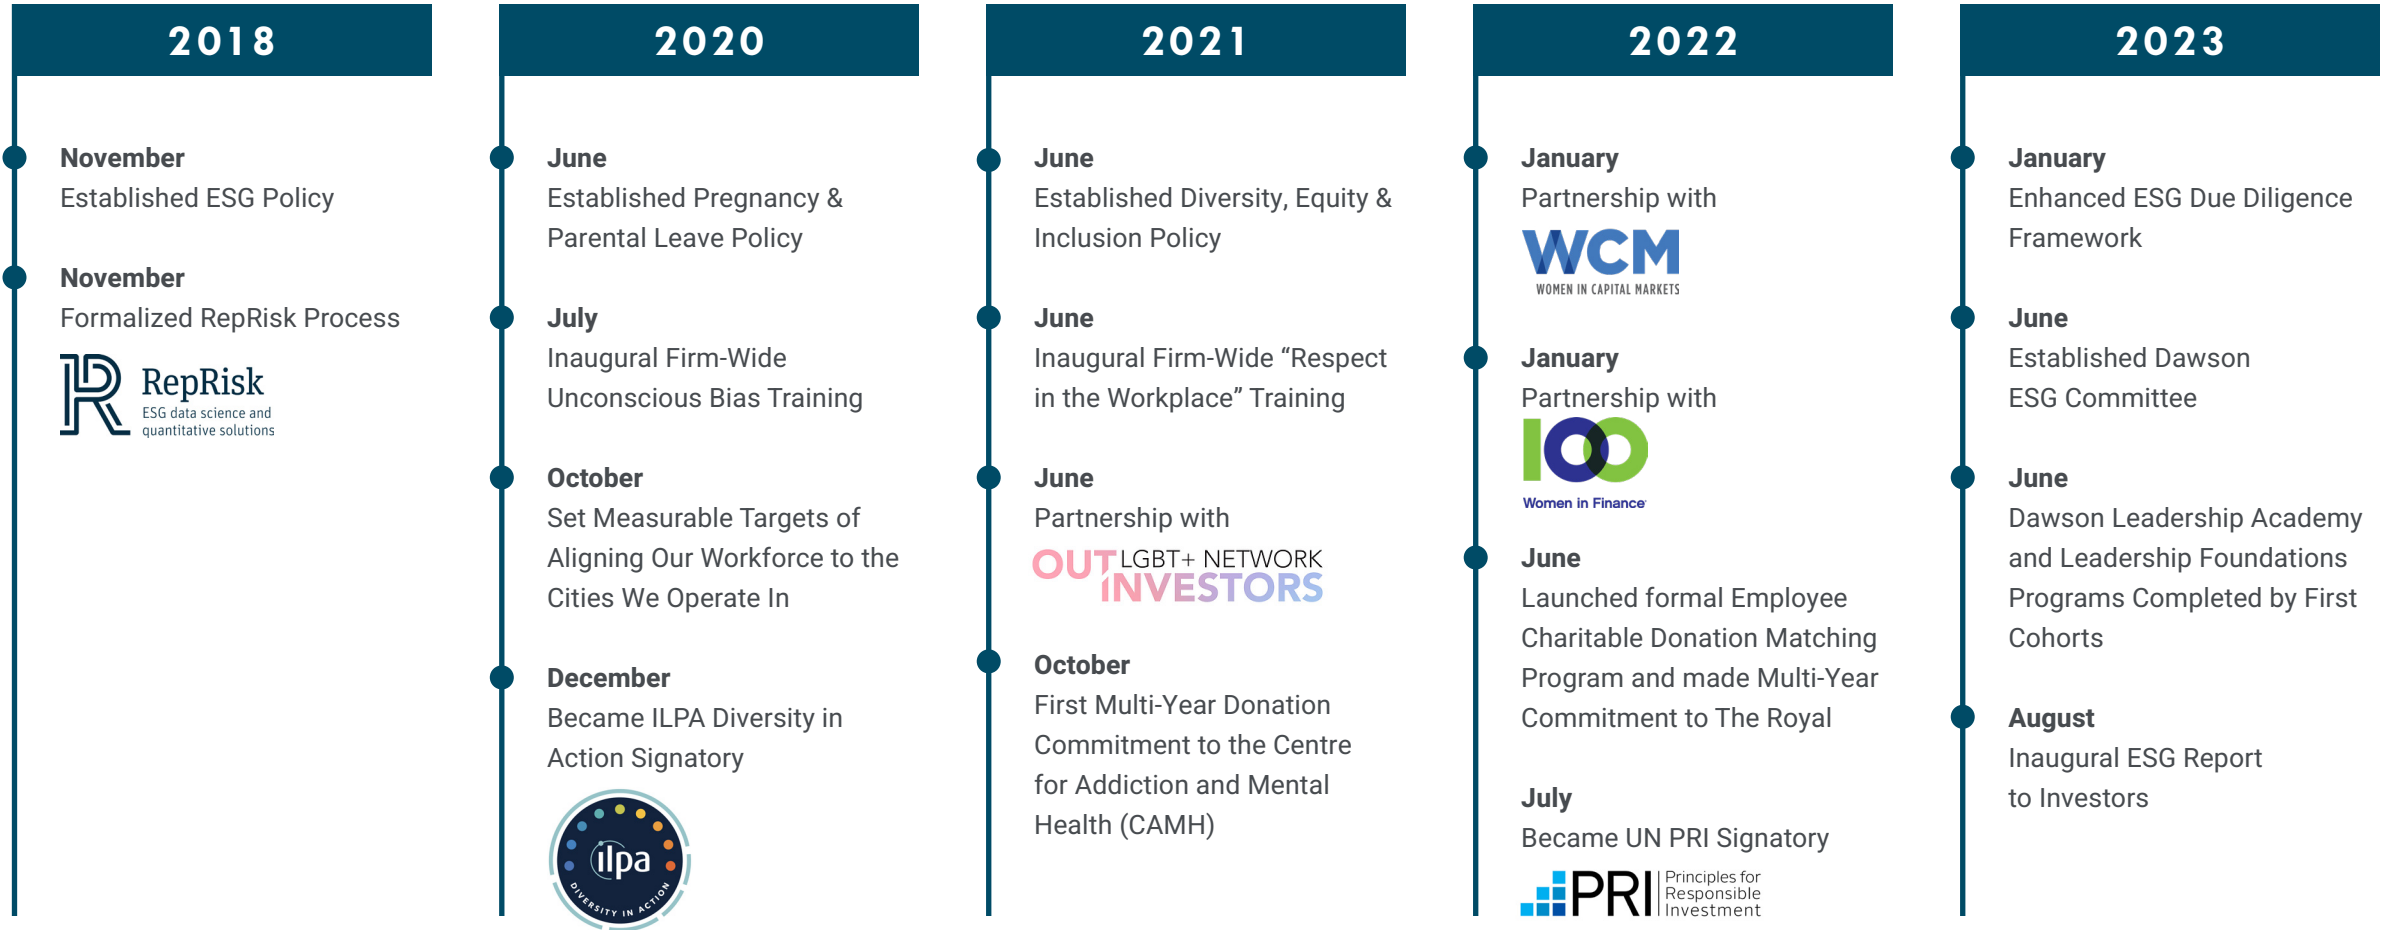 2018
November
Established ESG Policy
November
Formalized RepRisk Process
RepRisk
ESG data science and
quantitative solutions
2020
June
Established Pregnancy &
Parental Leave Policy
July
Inaugural Firm-Wide
Unconscious Bias Training
October
Set Measurable Targets of
Aligning Our Workforce to the
Cities We Operate In
December
Became ILPA Diversity in
Action Signatory
ilpa
DIVERSITY IN ACTION
2021
June
Established Diversity, Equity &
Inclusion Policy
June
Inaugural Firm-Wide “Respect
in the Workplace” Training
June
Partnership with
OUT LGBT+ NETWORK
INVESTORS
October
First Multi-Year Donation
Commitment to the Centre
for Addiction and Mental
Health (CAMH)
2022
January
Partnership with
WCM
WOMEN IN CAPITAL MARKETS
January
Partnership with
100
Women in Finance
June
Launched formal Employee
Charitable Donation Matching
Program and made Multi-Year
Commitment to The Royal
July
Became UN PRI Signatory
PRI
Principles for
Responsible
Investment
2023
January
Enhanced ESG Due Diligence
Framework
June
Established Dawson
ESG Committee
June
Dawson Leadership Academy
and Leadership Foundations
Programs Completed by First
Cohorts
August
Inaugural ESG Report
to Investors